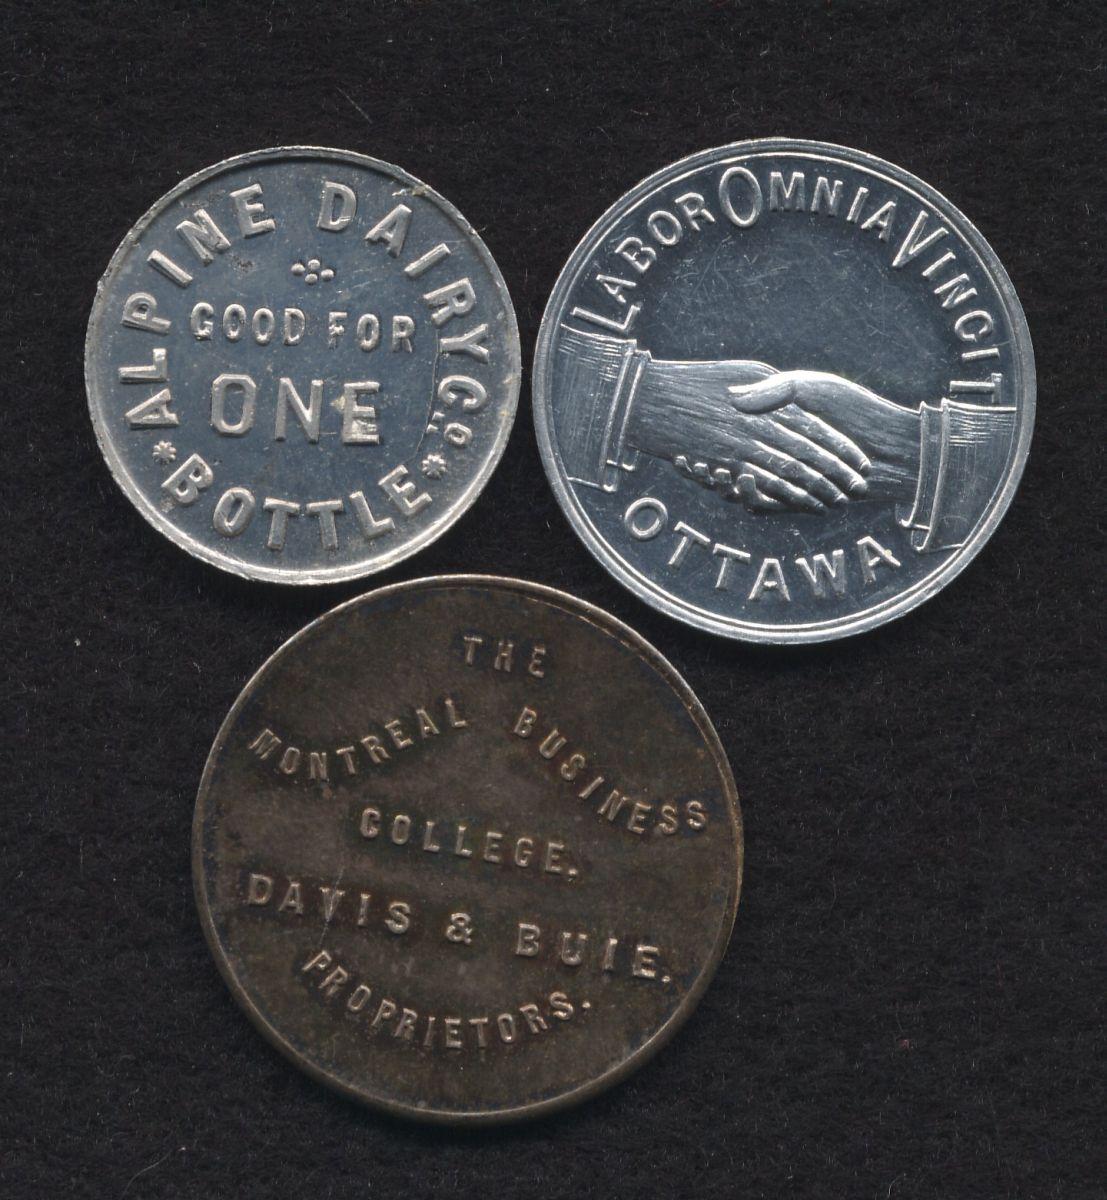 ALPINE DAIRY Co.
GOOD FOR
ONE
* BOTTLE *
LABOR OMNIA VINCIT
OTTAWA
THE
MONTREAL BUSINESS
COLLEGE.
DAVIS & BUIE.
PROPRIETORS.